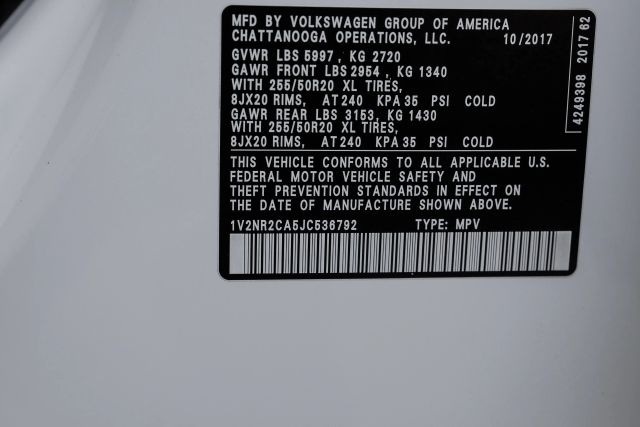 MFD BY VOLKSWAGEN GROUP OF AMERICA
CHATTANOOGA OPERATIONS, LLC. 10/2017
GVWR LBS 5997, KG 2720
GAWR FRONT LBS 2954, KG 1340
WITH 255/50R20 XL TIRES,
8JX20 RIMS, AT 240 KPA 35 PSI COLD
GAWR REAR LBS 3153, KG 1430
WITH 255/50R20 XL TIRES,
8JX20 RIMS, AT 240 KPA 35 PSI COLD
THIS VEHICLE CONFORMS TO ALL APPLICABLE U.S.
FEDERAL MOTOR VEHICLE SAFETY AND
THEFT PREVENTION STANDARDS IN EFFECT ON
THE DATE OF MANUFACTURE SHOWN ABOVE.
1V2NR2CA5JC536792 TYPE: MPV
4249398 2017 62